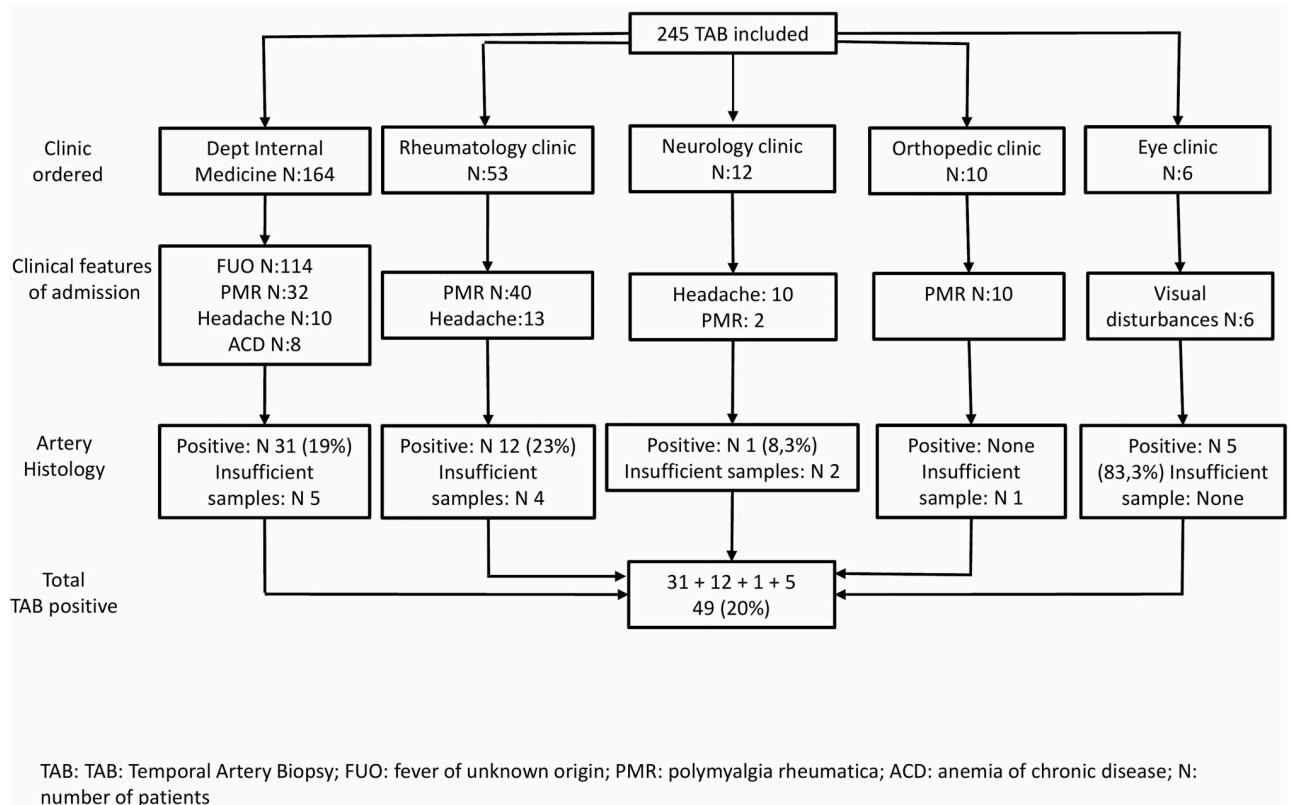 245 TAB included
Clinic
ordered
Dept Internal
Medicine N:164
Rheumatology clinic
N:53
Neurology clinic
N:12
Orthopedic clinic
N:10
Eye clinic
N:6
Clinical features
of admission
FUO N:114
PMR N:32
Headache N:10
ACD N:8
PMR N:40
Headache:13
Headache: 10
PMR: 2
PMR N:10
Visual
disturbances N:6
Artery
Histology
Positive: N 31 (19%)
Insufficient
samples: N 5
Positive: N 12 (23%)
Insufficient
samples: N 4
Positive: N 1 (8,3%)
Insufficient samples: N 2
Positive: None
Insufficient
sample: N 1
Positive: N 5
(83,3%) Insufficient
sample: None
Total
TAB positive
31 + 12 + 1 + 5
49 (20%)
TAB: TAB: Temporal Artery Biopsy; FUO: fever of unknown origin; PMR: polymyalgia rheumatica; ACD: anemia of chronic disease; N:
number of patients